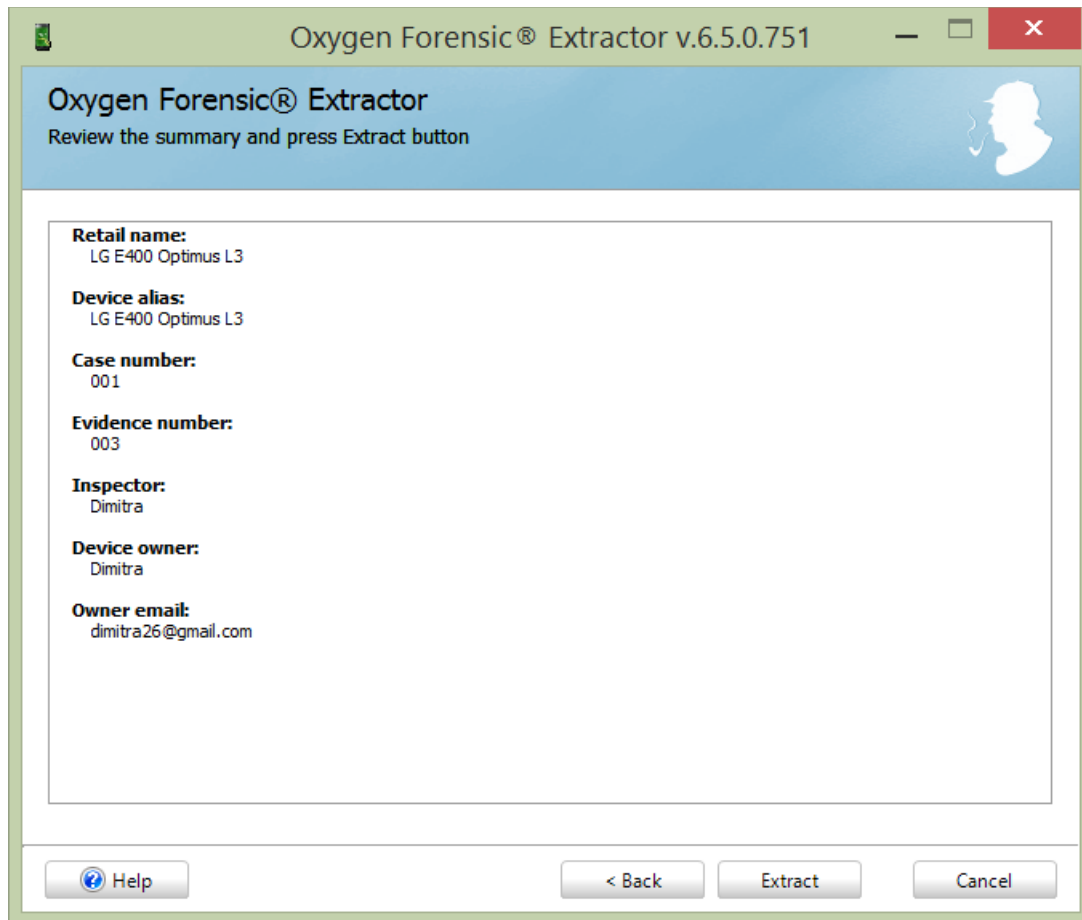 Oxygen Forensic® Extractor v.6.5.0.751
Oxygen Forensic® Extractor
Review the summary and press Extract button
Retail name:
LG E400 Optimus L3
Device alias:
LG E400 Optimus L3
Case number:
001
Evidence number:
003
Inspector:
Dimitra
Device owner:
Dimitra
Owner email:
dimitra26@gmail.com
Help
< Back
Extract
Cancel